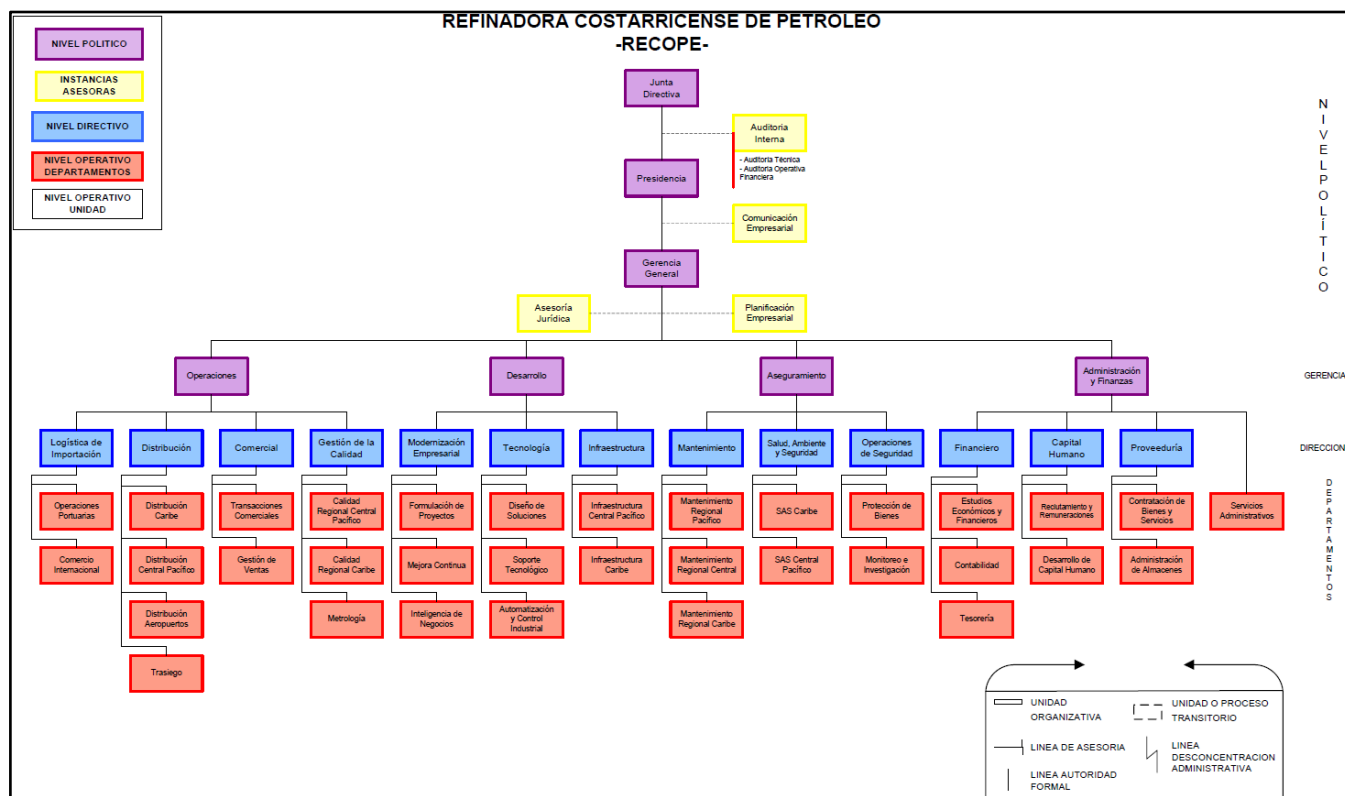 REFINADORA COSTARRICENSE DE PETROLEO
-RECOPE-
NIVEL POLITICO
INSTANCIAS
ASESORAS
NIVEL DIRECTIVO
NIVEL OPERATIVO
DEPARTAMENTOS
NIVEL OPERATIVO
UNIDAD
Junta
Directiva
Auditoria
Interna
- Auditoría Técnica
- Auditoría Operativa
Financiera
Presidencia
Comunicación
Empresarial
Gerencia
General
Asesoría
Jurídica
Planificación
Empresarial
NIVEL POLÍTICO
Operaciones
Desarrollo
Aseguramiento
Administración
y Finanzas
GERENCIA
Logística de
Importación
Distribución
Comercial
Gestión de la
Calidad
Modernización
Empresarial
Tecnología
Infraestructura
Mantenimiento
Salud, Ambiente
y Seguridad
Operaciones
de Seguridad
Financiero
Capital
Humano
Proveeduría
DIRECCION
Operaciones
Portuarias
Distribución
Caribe
Transacciones
Comerciales
Calidad
Regional Central
Pacífico
Formulación de
Proyectos
Diseño de
Soluciones
Infraestructura
Central Pacífico
Mantenimiento
Regional
Pacífico
SAS Caribe
Protección de
Bienes
Estudios
Económicos y
Financieros
Reclutamiento y
Remuneraciones
Contratación de
Bienes y
Servicios
Servicios
Administrativos
DEPARTAMENTOS
Comercio
Internacional
Distribución
Central Pacífico
Gestión de
Ventas
Calidad
Regional Caribe
Mejora Continua
Soporte
Tecnológico
Infraestructura
Caribe
Mantenimiento
Regional Central
SAS Central
Pacífico
Monitoreo e
Investigación
Contabilidad
Desarrollo de
Capital Humano
Administración
de Almacenes
Distribución
Aeropuertos
Metrología
Inteligencia de
Negocios
Automatización
y Control
Industrial
Mantenimiento
Regional Caribe
Tesorería
Trasiego
UNIDAD
ORGANIZATIVA
UNIDAD O PROCESO
TRANSITORIO
LINEA DE ASESORIA
LINEA
DESCONCENTRACION
ADMINISTRATIVA
LINEA AUTORIDAD
FORMAL